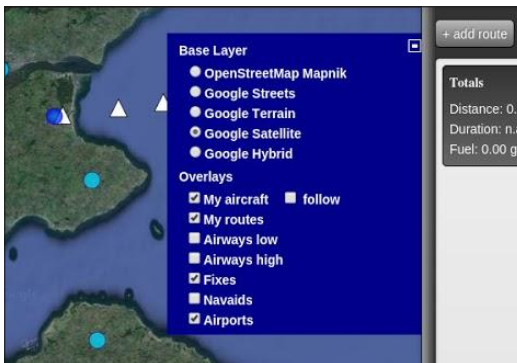 Base Layer
OpenStreetMap Mapnik
Google Streets
Google Terrain
Google Satellite
Google Hybrid
Overlays
My aircraft follow
My routes
Airways low
Airways high
Fixes
Navaids
Airports
+ add route
Totals
Distance: 0.
Duration: n.
Fuel: 0.00 g